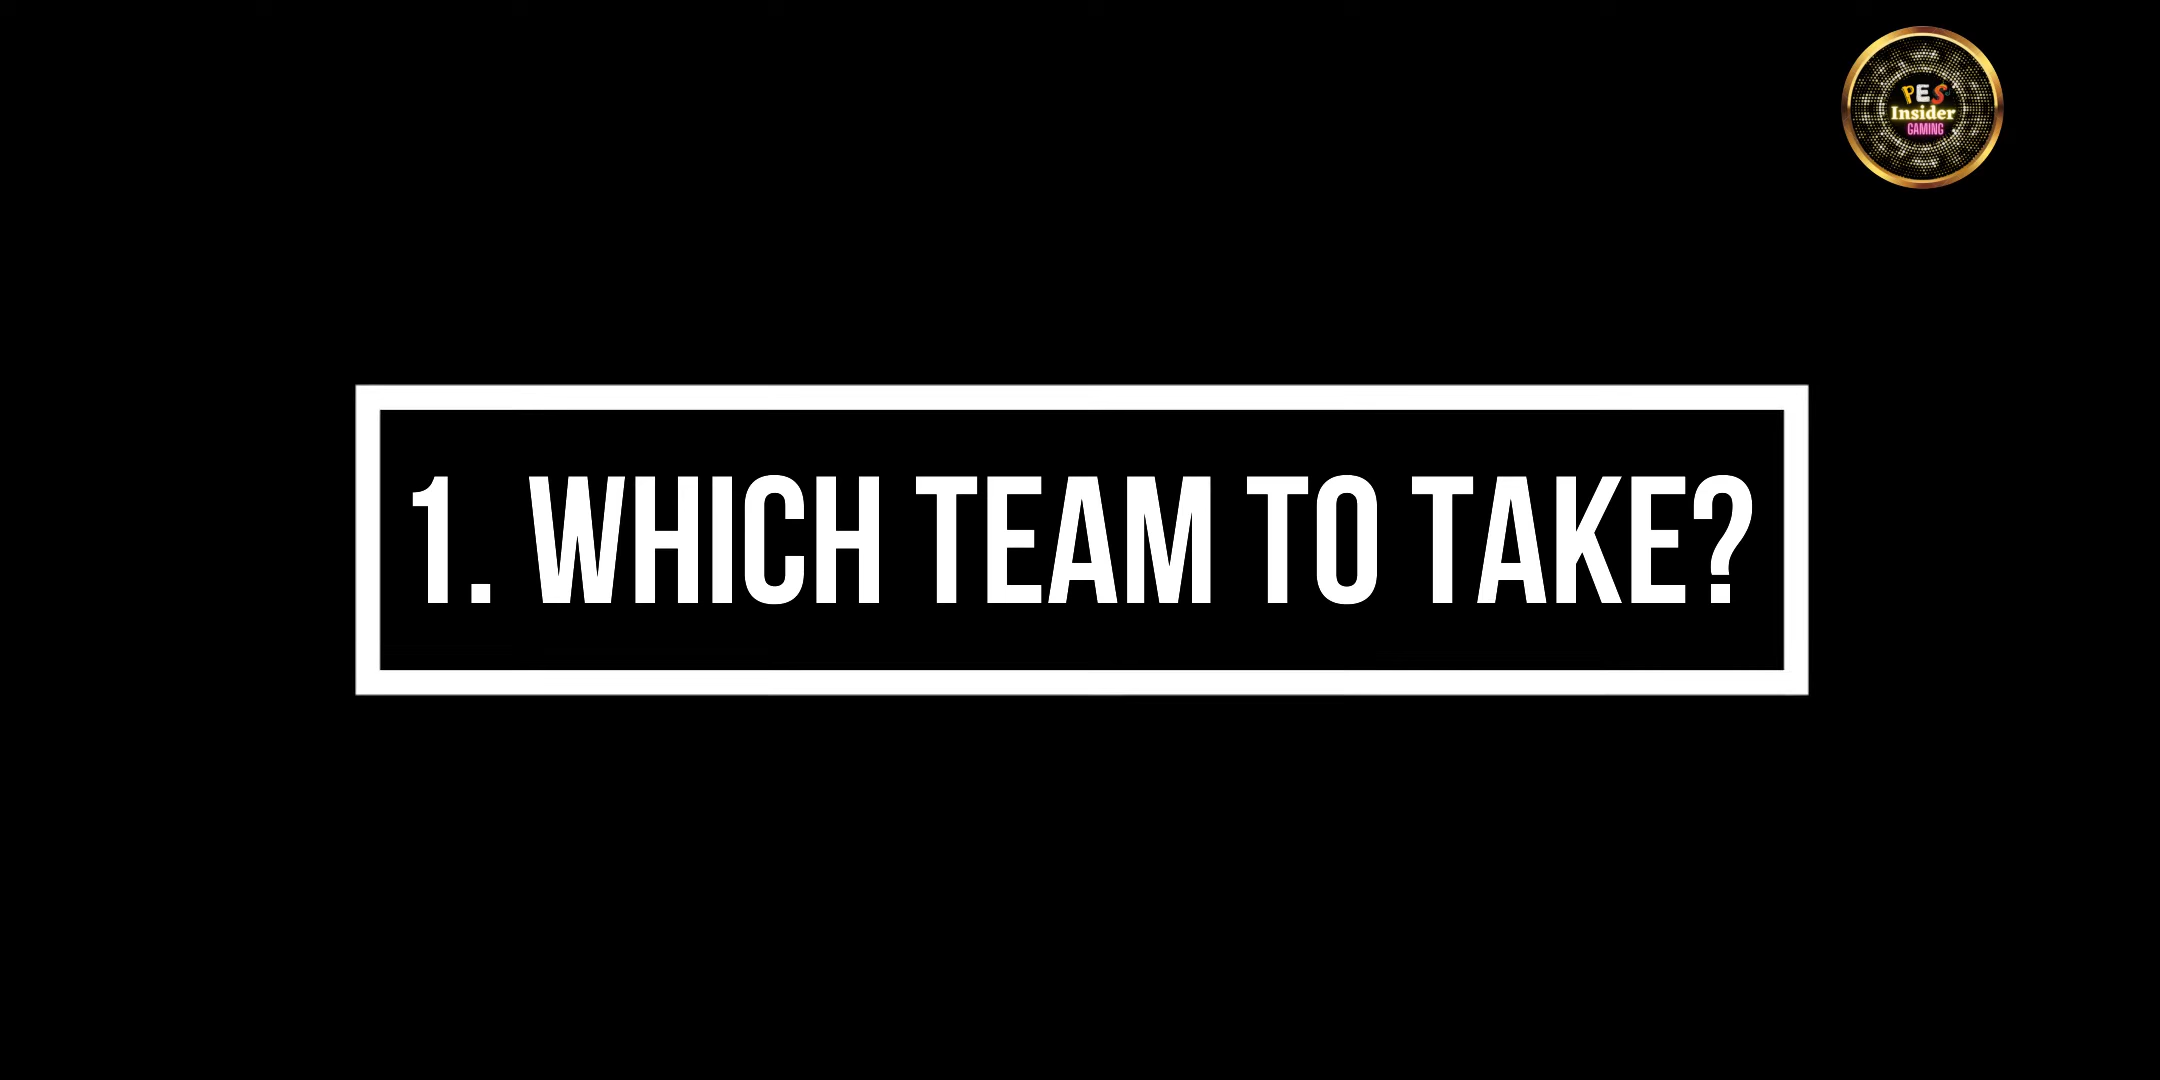 PES
Insider
GAMING
1. WHICH TEAM TO TAKE?